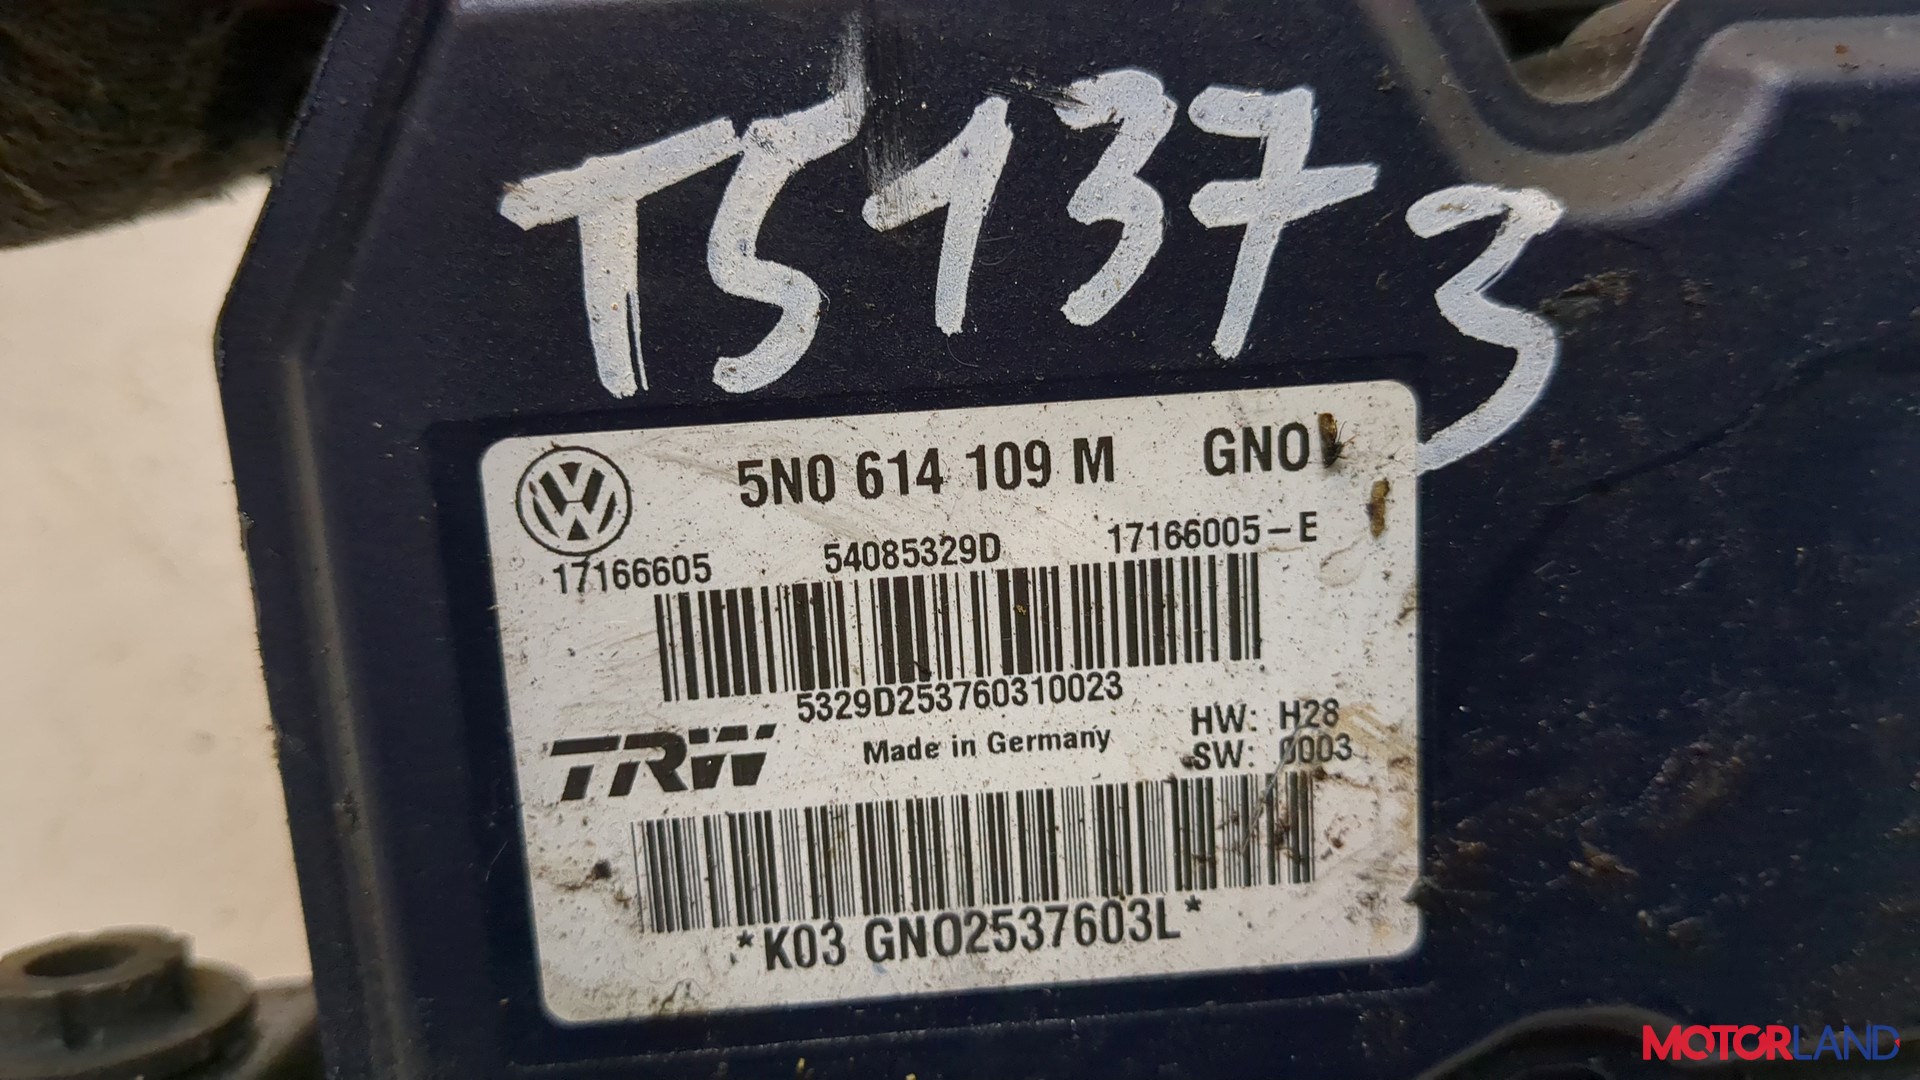 T51373
5N0 614 109 M GNO
17166605 54085329D 17166005-E
5329D253760310023
TRW Made in Germany HW: H28
SW: 0003
*K03 GNO2537603L*
MOTORLAND